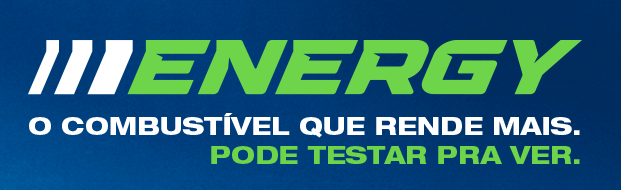 ENERGY
O COMBUSTÍVEL QUE RENDE MAIS.
PODE TESTAR PRA VER.